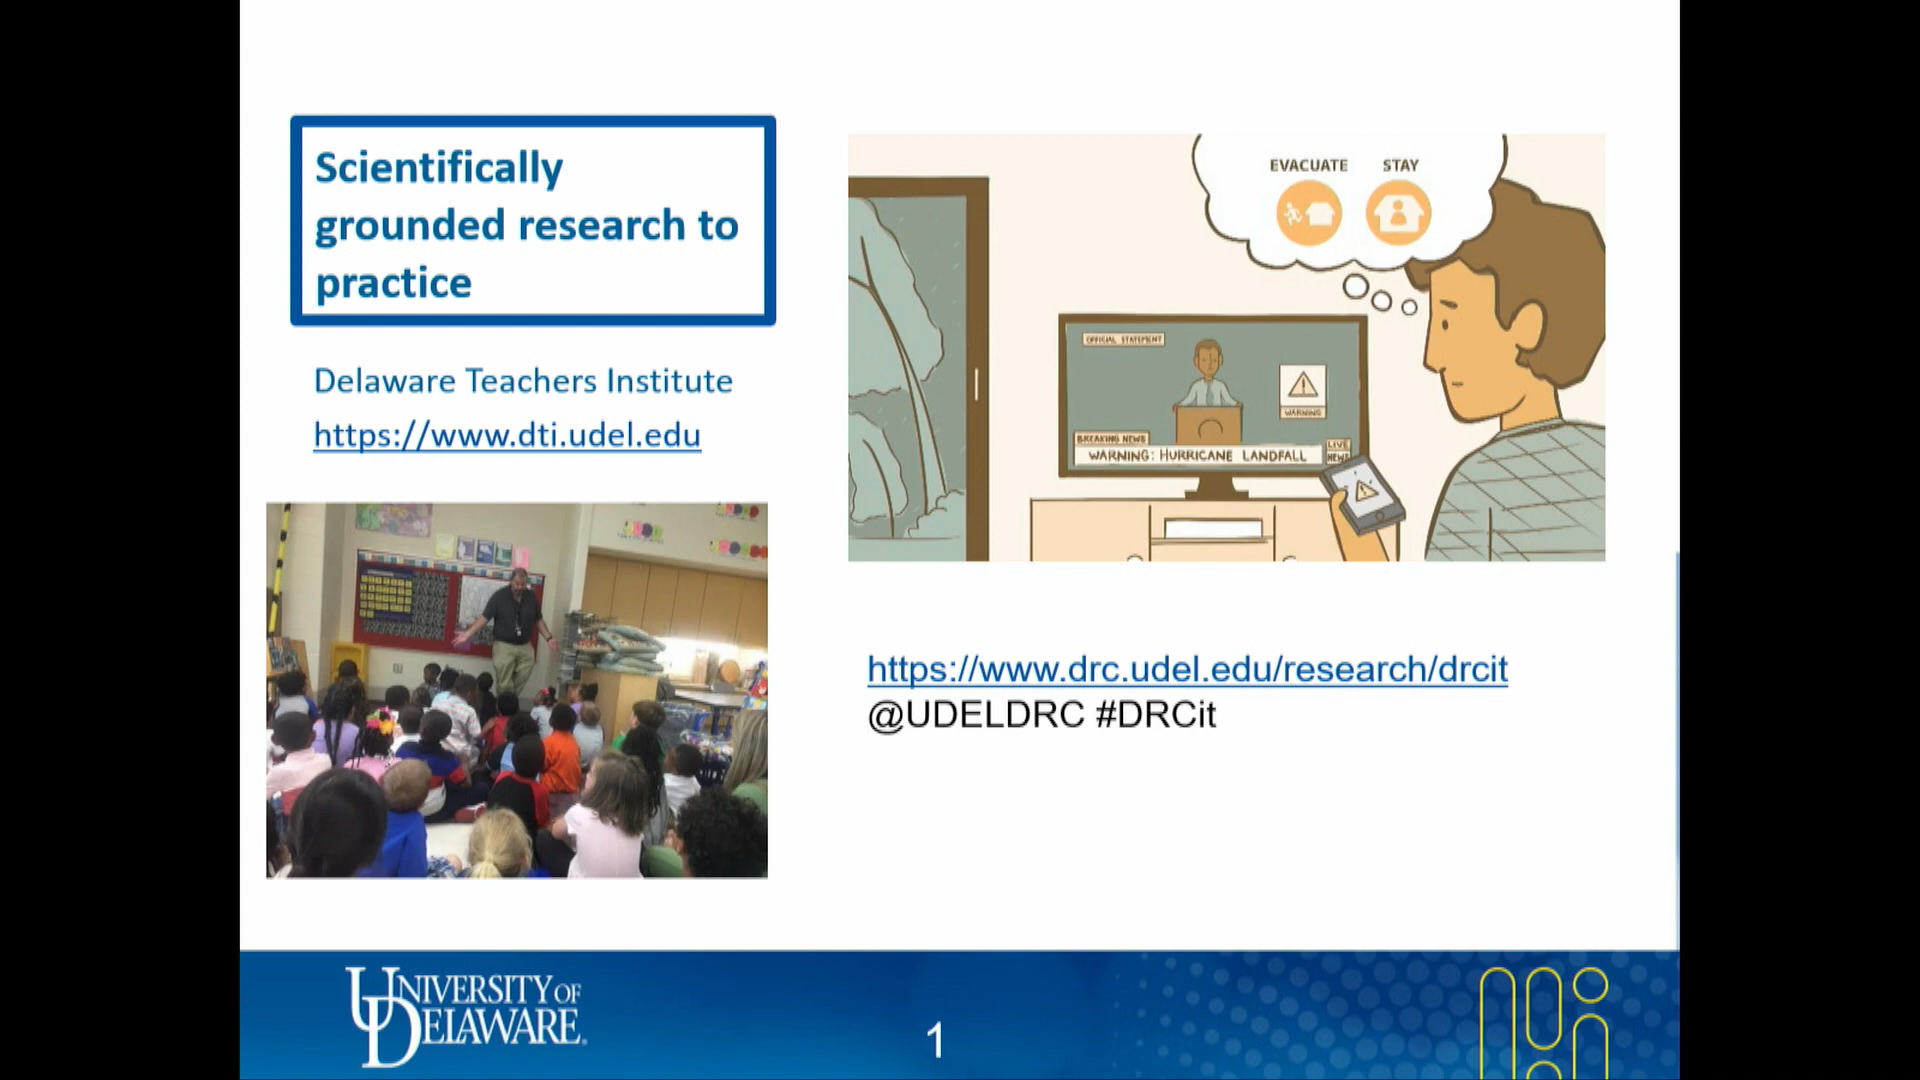 Scientifically
grounded research to
practice
Delaware Teachers Institute
https://www.dti.udel.edu
EVACUATE STAY
OFFICIAL STATEMENT
WARNING
BREAKING NEWS
LIVE
NEWS
WARNING: HURRICANE LANDFALL
https://www.drc.udel.edu/research/drcit
@UDELDRC #DRCit
UNIVERSITY OF
DELAWARE.
1